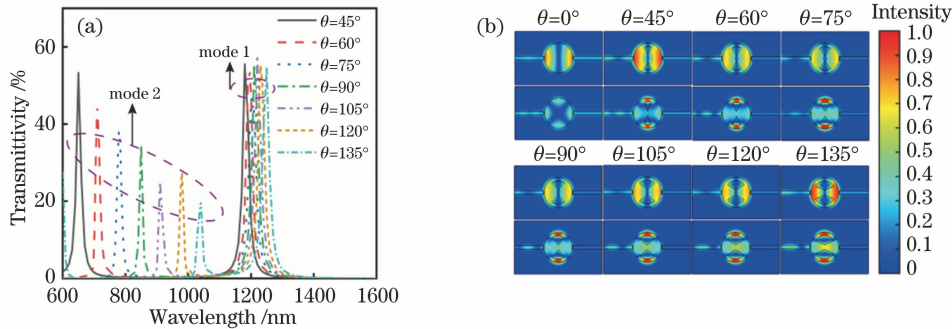 (a)
60
40
20
0
Transmittivity /%
600 800 1000 1200 1400 1600
Wavelength /nm
mode 1
mode 2
θ=45°
θ=60°
θ=75°
θ=90°
θ=105°
θ=120°
θ=135°
(b)
θ=0° θ=45° θ=60° θ=75°
θ=90° θ=105° θ=120° θ=135°
Intensity
1.0
0.9
0.8
0.7
0.6
0.5
0.4
0.3
0.2
0.1
0